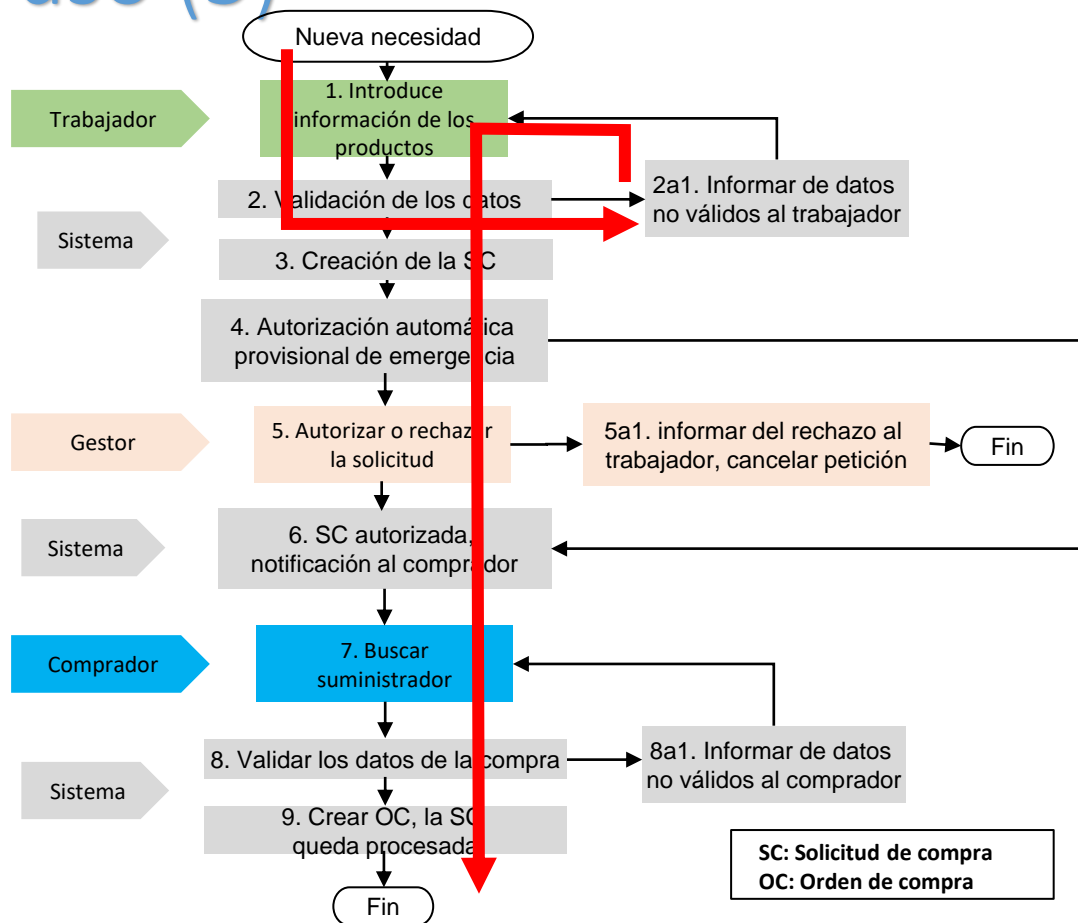 uso (3)
Nueva necesidad
Trabajador
1. Introduce
información de los
productos
2. Validación de los datos
2a1. Informar de datos
no válidos al trabajador
Sistema
3. Creación de la SC
4. Autorización automática
provisional de emergencia
Gestor
5. Autorizar o rechazar
la solicitud
5a1. informar del rechazo al
trabajador, cancelar petición
Fin
Sistema
6. SC autorizada,
notificación al comprador
Comprador
7. Buscar
suministrador
8. Validar los datos de la compra
8a1. Informar de datos
no válidos al comprador
Sistema
9. Crear OC, la SC
queda procesada
Fin
SC: Solicitud de compra
OC: Orden de compra